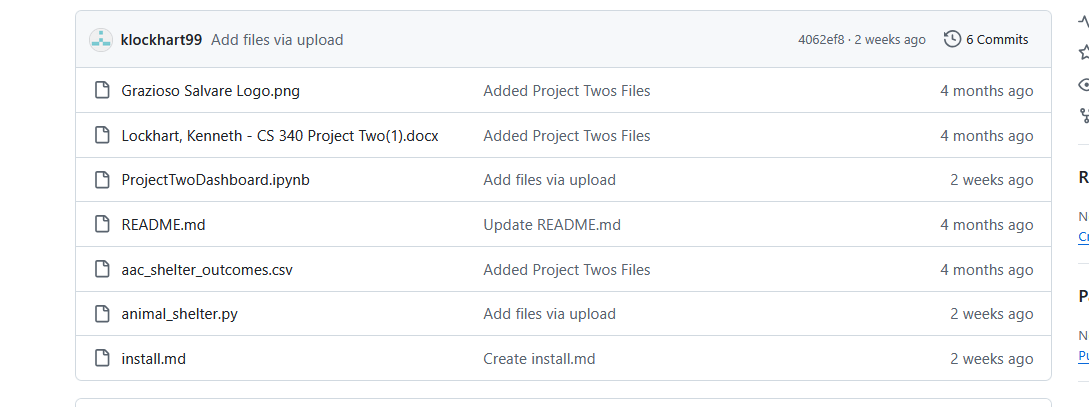 klockhart99 Add files via upload 4062ef8 · 2 weeks ago 6 Commits
Grazioso Salvare Logo.png Added Project Twos Files 4 months ago
Lockhart, Kenneth - CS 340 Project Two(1).docx Added Project Twos Files 4 months ago
ProjectTwoDashboard.ipynb Add files via upload 2 weeks ago
README.md Update README.md 4 months ago
aac_shelter_outcomes.csv Added Project Twos Files 4 months ago
animal_shelter.py Add files via upload 2 weeks ago
install.md Create install.md 2 weeks ago